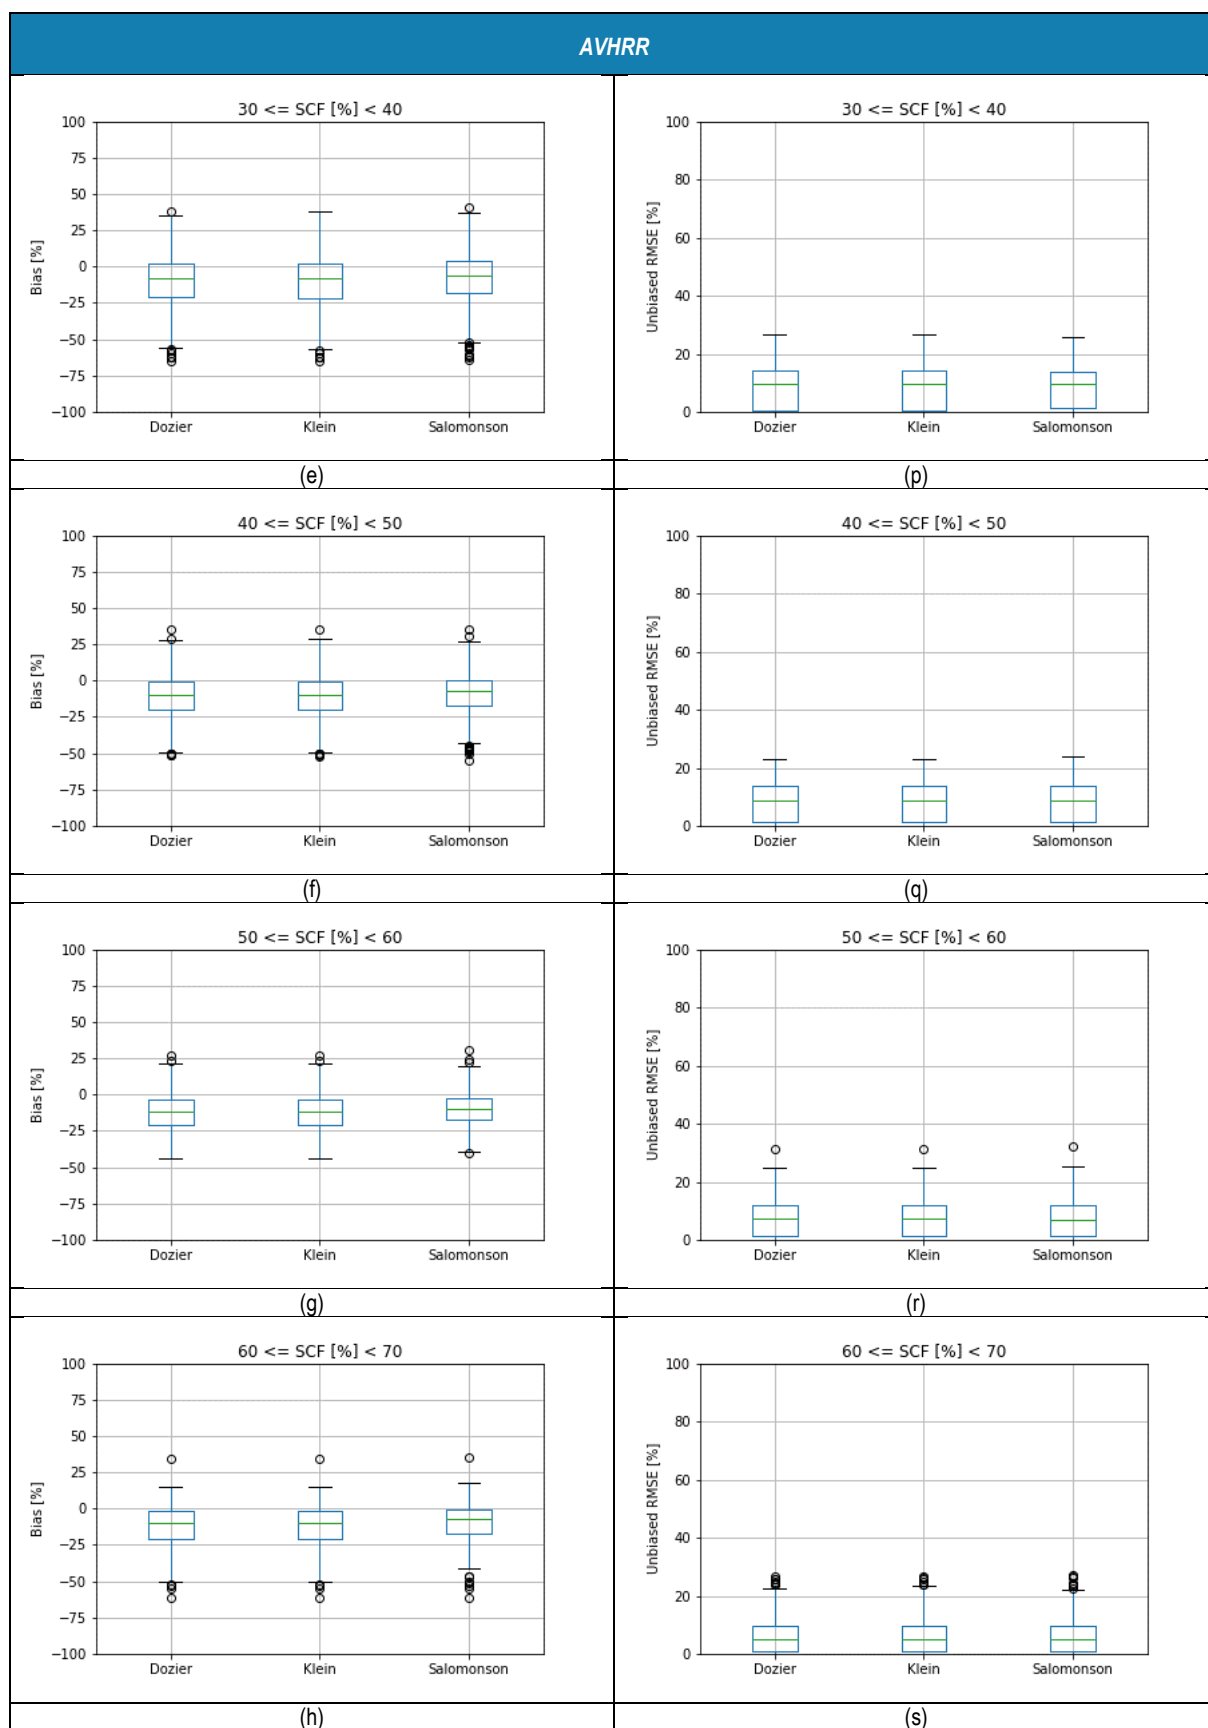 AVHRR
30 <= SCF [%] < 40
100
75
50
25
0
−25
−50
−75
−100
Bias [%]
Dozier Klein Salomonson
30 <= SCF [%] < 40
100
80
60
40
20
0
Unbiased RMSE [%]
Dozier Klein Salomonson
(e)
(p)
40 <= SCF [%] < 50
100
75
50
25
0
−25
−50
−75
−100
Bias [%]
Dozier Klein Salomonson
40 <= SCF [%] < 50
100
80
60
40
20
0
Unbiased RMSE [%]
Dozier Klein Salomonson
(f)
(q)
50 <= SCF [%] < 60
100
75
50
25
0
−25
−50
−75
−100
Bias [%]
Dozier Klein Salomonson
50 <= SCF [%] < 60
100
80
60
40
20
0
Unbiased RMSE [%]
Dozier Klein Salomonson
(g)
(r)
60 <= SCF [%] < 70
100
75
50
25
0
−25
−50
−75
−100
Bias [%]
Dozier Klein Salomonson
60 <= SCF [%] < 70
100
80
60
40
20
0
Unbiased RMSE [%]
Dozier Klein Salomonson
(h)
(s)